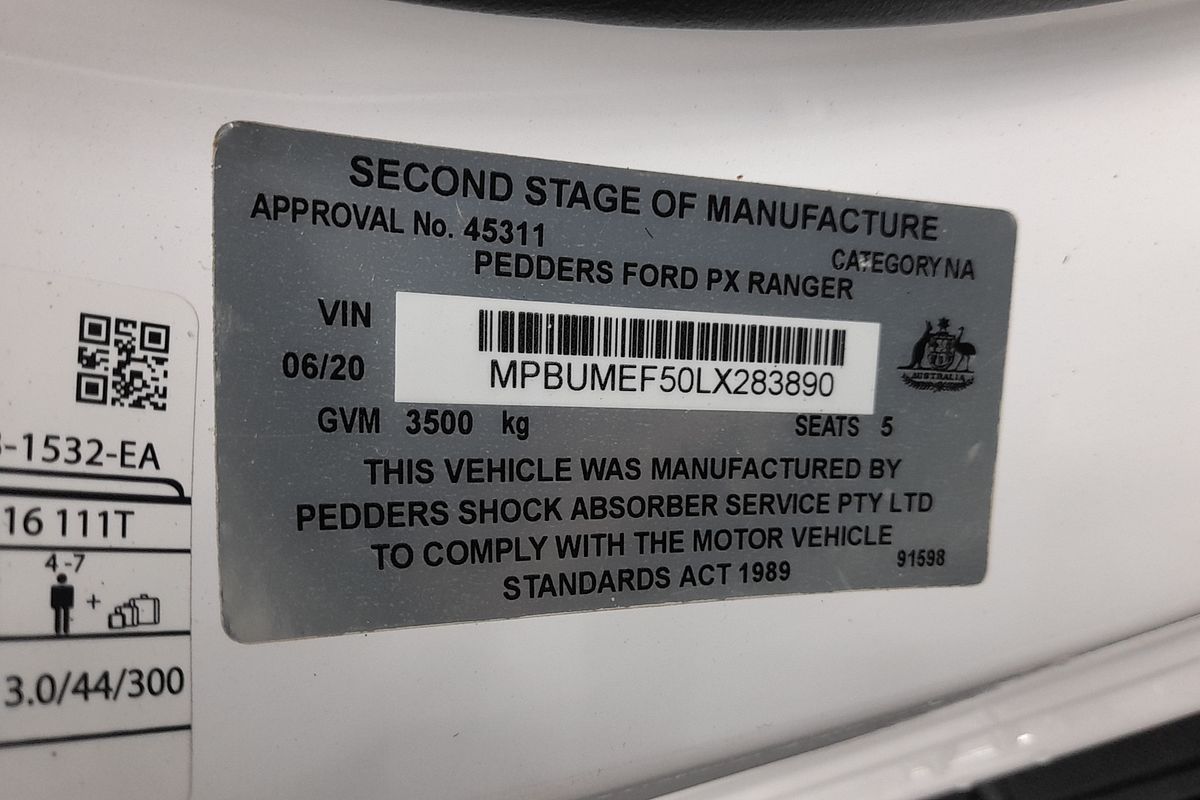 SECOND STAGE OF MANUFACTURE
APPROVAL No. 45311
CATEGORY NA
PEDDERS FORD PX RANGER
VIN
MPBUMEF50LX283890
06/20
AUSTRALIA
GVM 3500 kg
SEATS 5
THIS VEHICLE WAS MANUFACTURED BY
PEDDERS SHOCK ABSORBER SERVICE PTY LTD
TO COMPLY WITH THE MOTOR VEHICLE
STANDARDS ACT 1989
91598
-1532-EA
16 111T
4-7
+
3.0/44/300